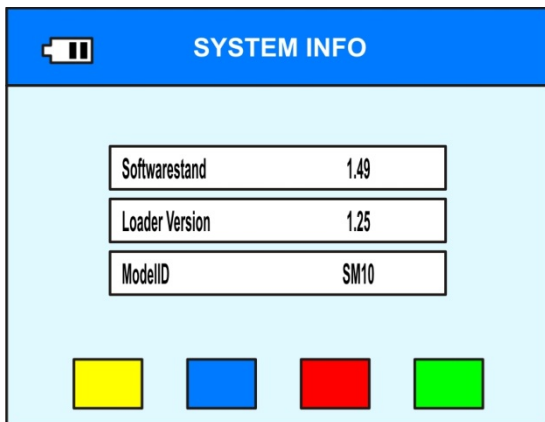 SYSTEM INFO
Softwarestand 1.49
Loader Version 1.25
ModelID SM10